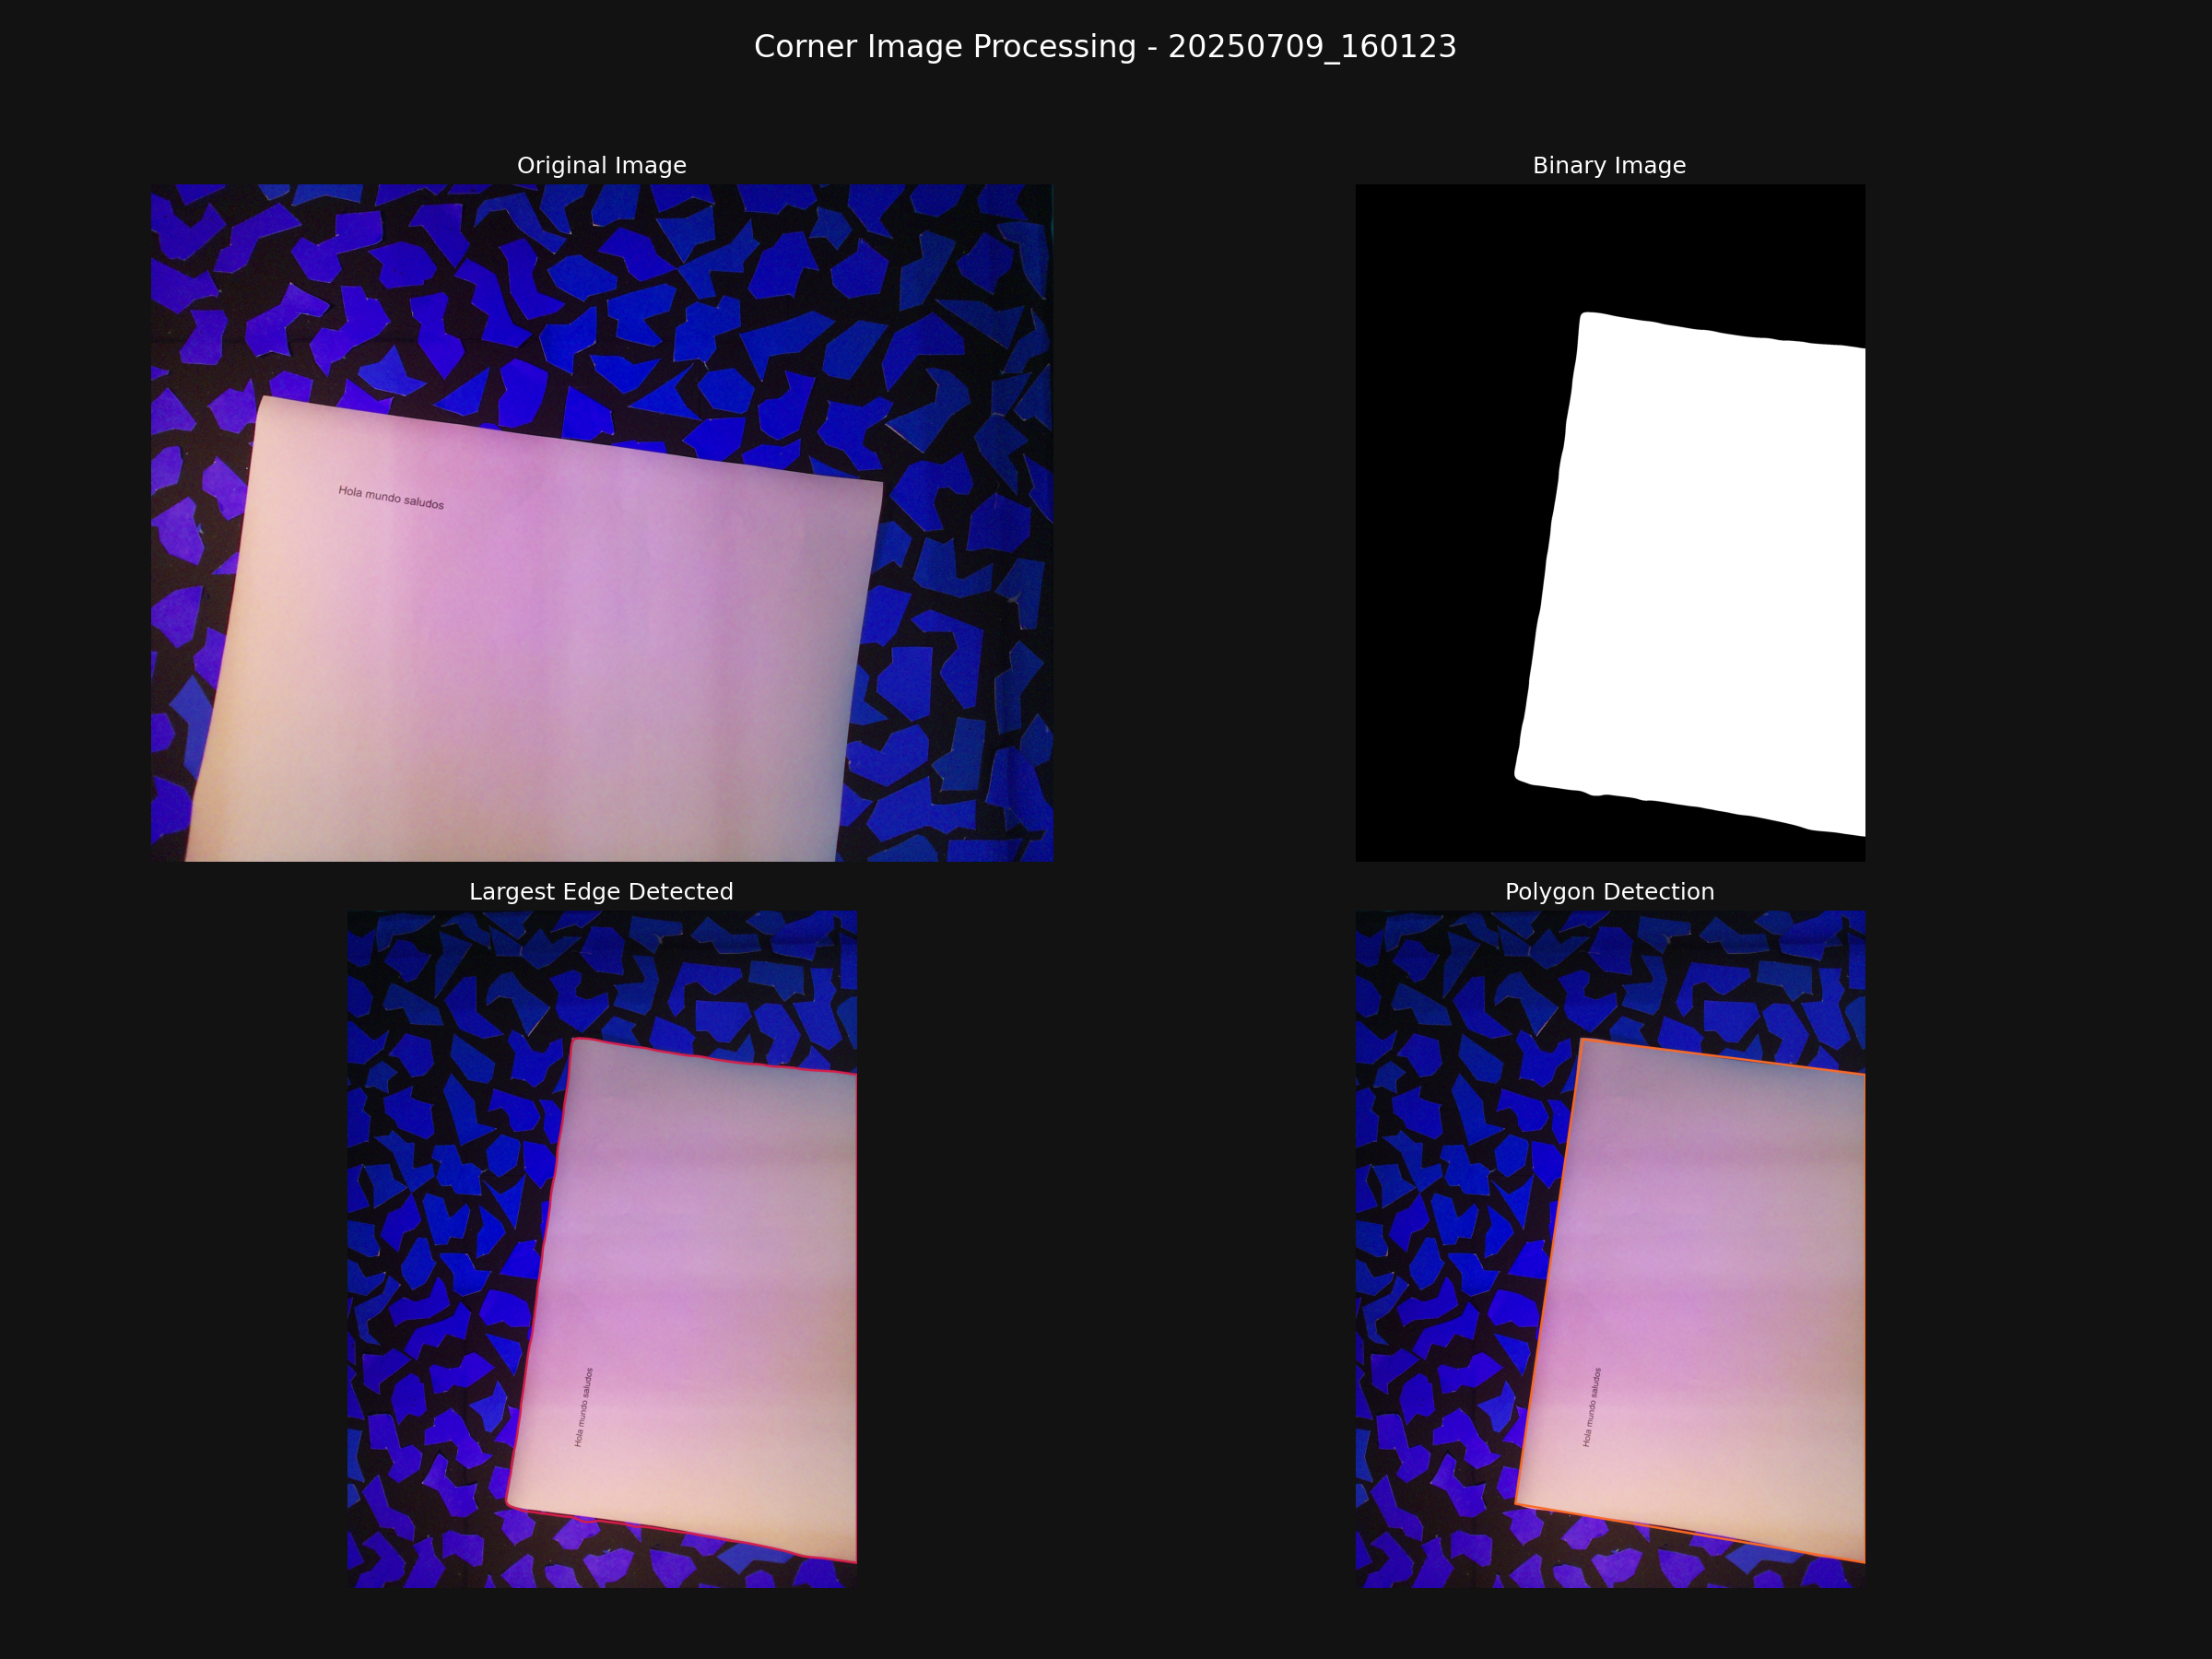 Corner Image Processing - 20250709_160123
Original Image
Binary Image
Hola mundo saludos
Largest Edge Detected
Polygon Detection
Hola mundo saludos
Hola mundo saludos